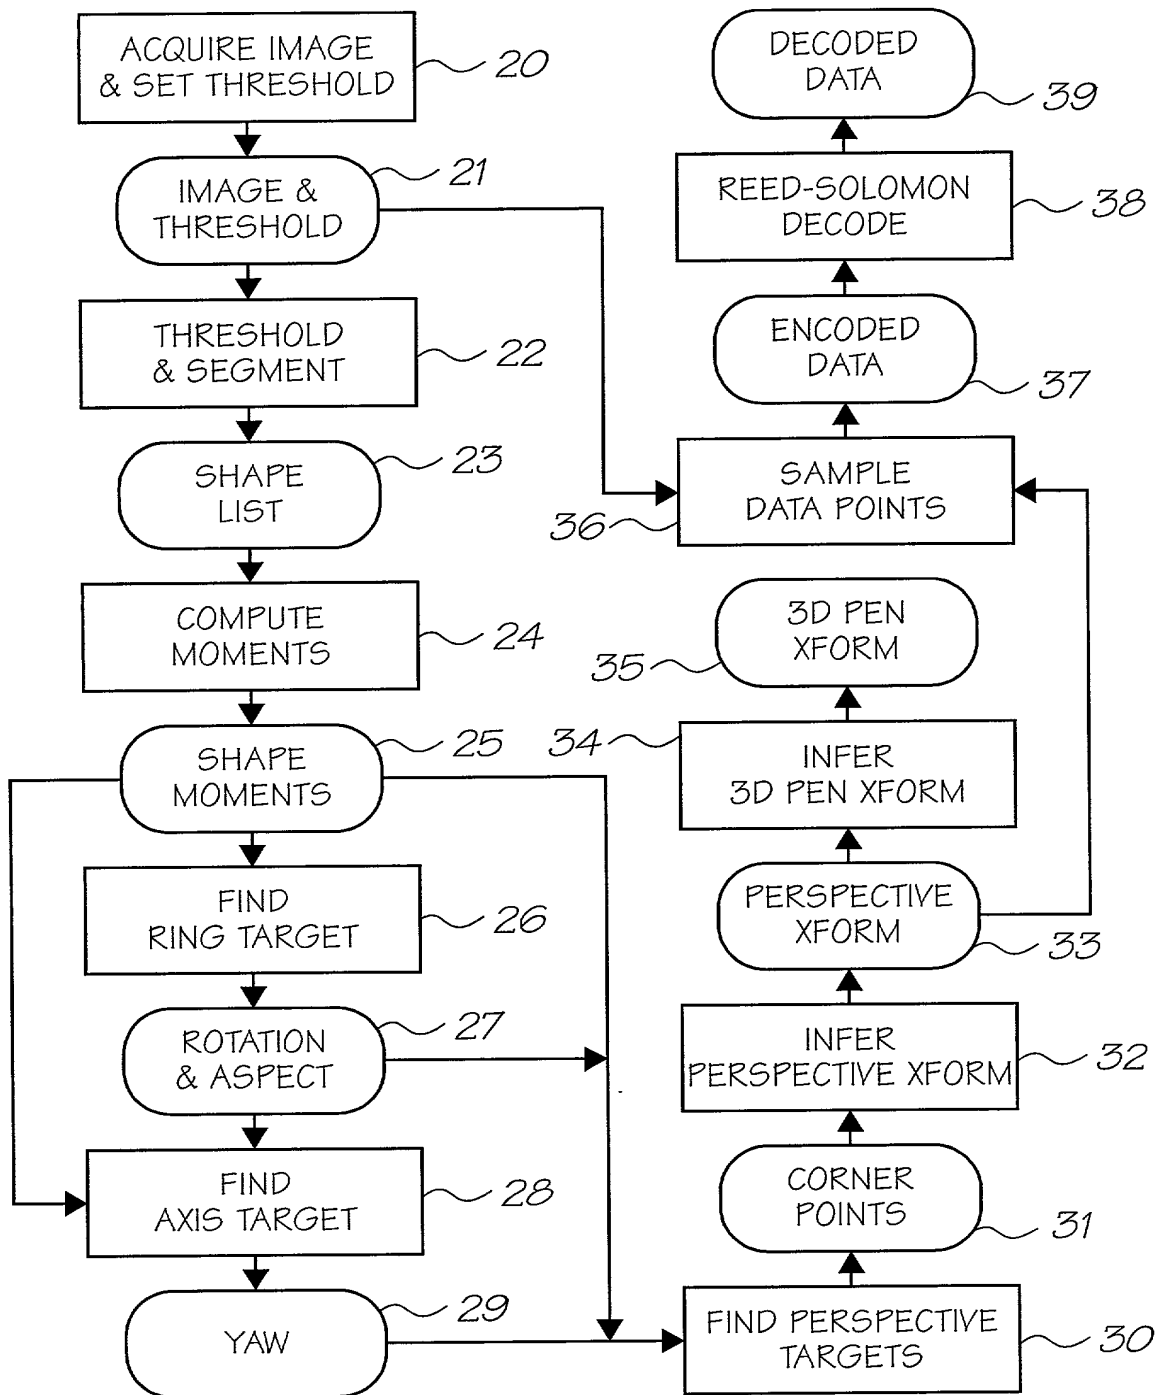 ACQUIRE IMAGE
& SET THRESHOLD
20
IMAGE &
THRESHOLD
21
THRESHOLD
& SEGMENT
22
SHAPE
LIST
23
COMPUTE
MOMENTS
24
SHAPE
MOMENTS
25
FIND
RING TARGET
26
ROTATION
& ASPECT
27
FIND
AXIS TARGET
28
YAW
29
DECODED
DATA
39
REED-SOLOMON
DECODE
38
ENCODED
DATA
37
SAMPLE
DATA POINTS
36
3D PEN
XFORM
35
INFER
3D PEN XFORM
34
PERSPECTIVE
XFORM
33
INFER
PERSPECTIVE XFORM
32
CORNER
POINTS
31
FIND PERSPECTIVE
TARGETS
30